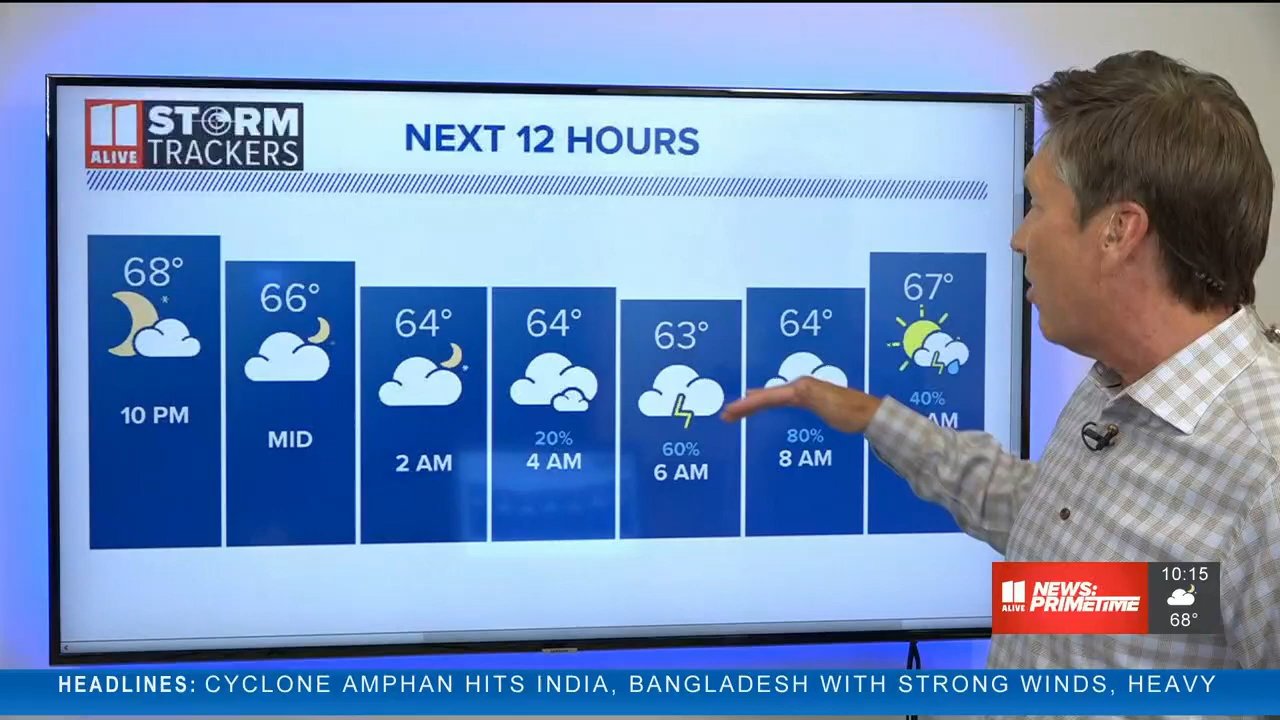 11 ALIVE
STORM
TRACKERS
NEXT 12 HOURS
68°
10 PM
66°
MID
64°
2 AM
64°
20%
4 AM
63°
60%
6 AM
64°
80%
8 AM
67°
40%
AM
11 ALIVE
NEWS:
PRIMETIME
10:15
68°
HEADLINES: CYCLONE AMPHAN HITS INDIA, BANGLADESH WITH STRONG WINDS, HEAVY